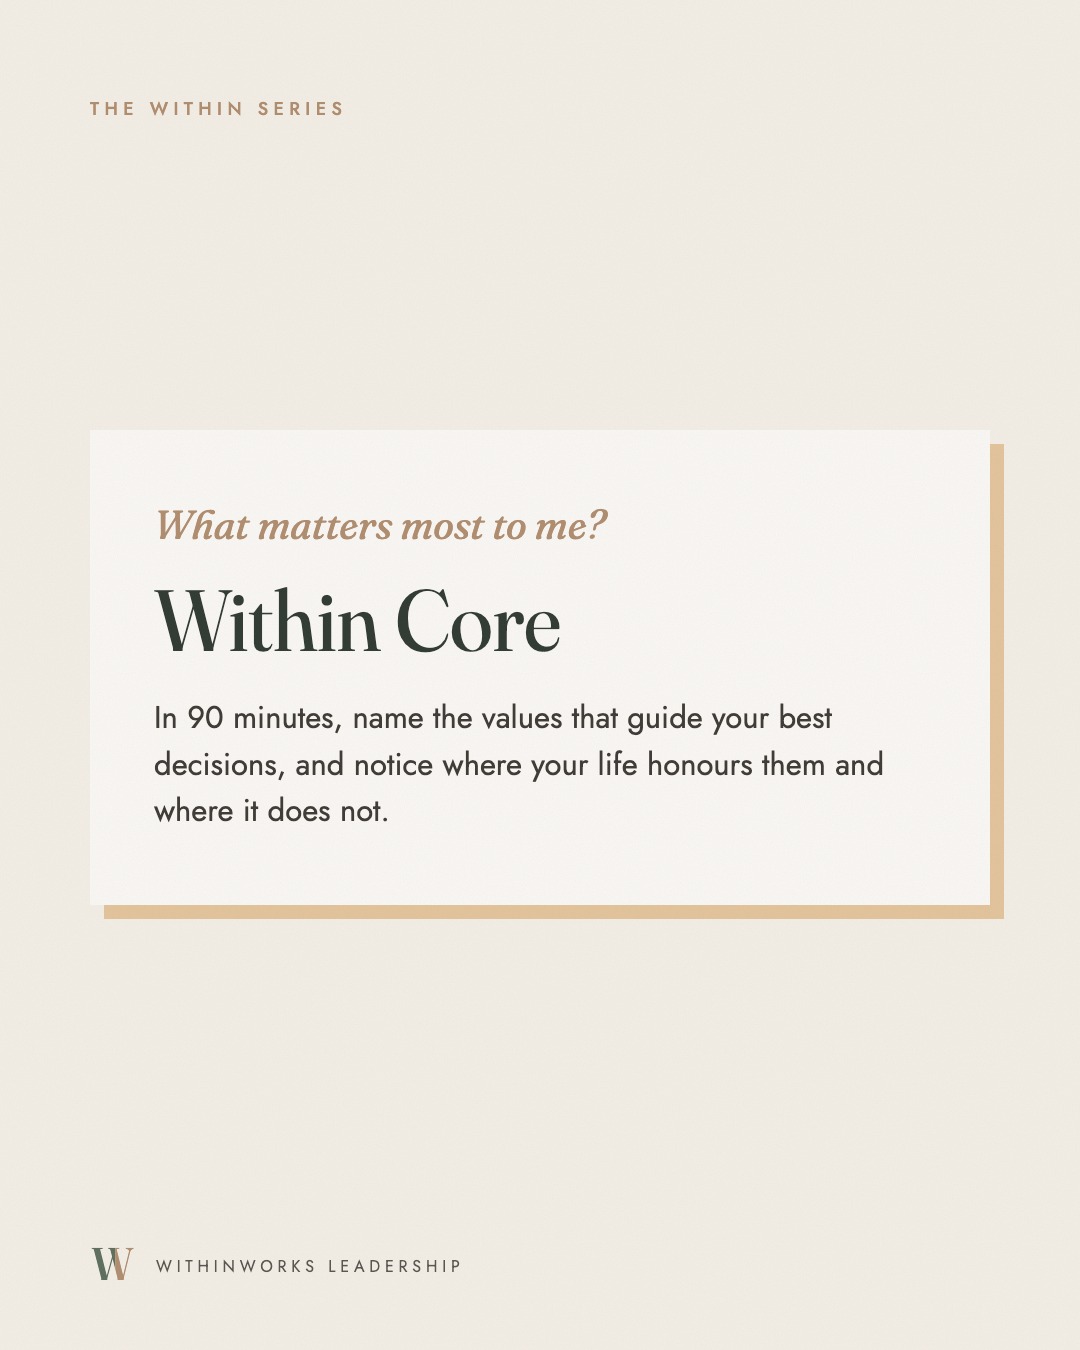 THE WITHIN SERIES
What matters most to me?
Within Core
In 90 minutes, name the values that guide your best
decisions, and notice where your life honours them and
where it does not.
W WITHINWORKS LEADERSHIP